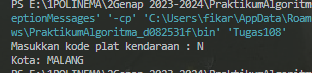 PS E:\1POLINEMA\2Genap 2023-2024\PraktikumAlgoritm
eptionMessages' '-cp' 'C:\Users\fikar\AppData\Roam
ws\PraktikumAlgoritma_d082531f\bin' 'Tugas108'
Masukkan kode plat kendaraan : N
Kota: MALANG
PS E:\1POLINEMA\2Genap 2023-2024\PraktikumAlgoritm